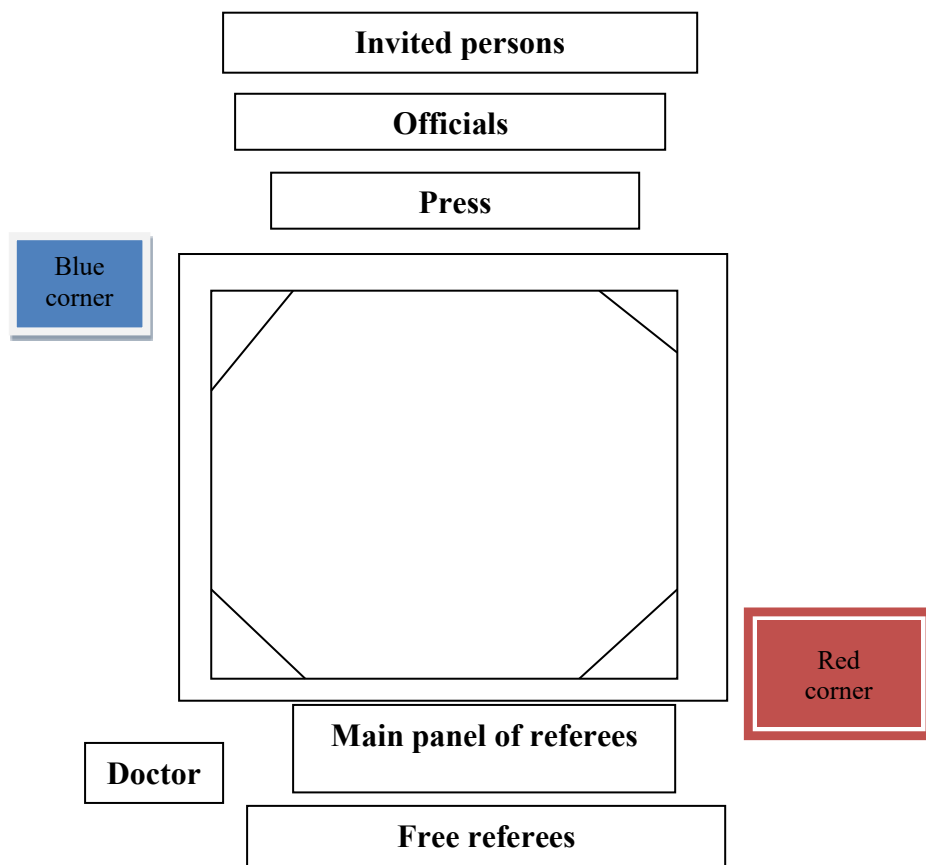 Invited persons
Officials
Press
Blue
corner
Red
corner
Main panel of referees
Doctor
Free referees